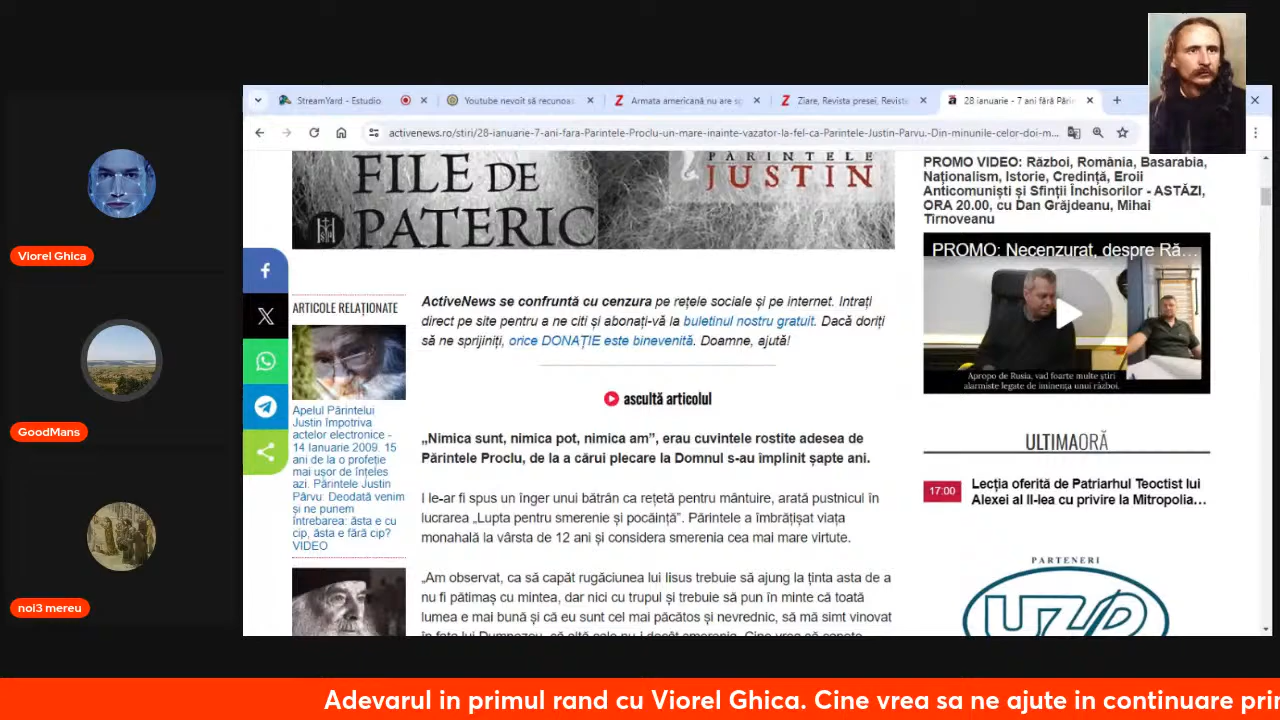 StreamYard - Estudio
Youtube nevoit să recunoas
Armata americană nu are s
Ziare, Revista presei, Reviste
28 ianuarie - 7 ani fără Părin
activenews.ro/stiri/28-ianuarie-7-ani-fara-Parintele-Proclu-un-mare-inainte-vazator-la-fel-ca-Parintele-Justin-Parvu.-Din-minunile-celor-doi-m...
Viorel Ghica
GoodMans
noi3 mereu
FILE DE
PATERIC
PĂRINTELE
JUSTIN
ARTICOLE RELAȚIONATE
Apelul Părintelui
Justin împotriva
actelor electronice -
14 Ianuarie 2009. 15
ani de la o profeție
mai ușor de înțeles
azi. Părintele Justin
Pârvu: Deodată venim
și ne punem
întrebarea: ăsta e cu
cip, ăsta e fără cip?
VIDEO
ActiveNews se confruntă cu cenzura pe rețele sociale și pe internet. Intrați
direct pe site pentru a ne citi și abonați-vă la buletinul nostru gratuit. Dacă doriți
să ne sprijiniți, orice DONAȚIE este binevenită. Doamne, ajută!
ascultă articolul
„Nimica sunt, nimica pot, nimica am”, erau cuvintele rostite adesea de
Părintele Proclu, de la a cărui plecare la Domnul s-au împlinit șapte ani.
I le-ar fi spus un înger unui bătrân ca rețetă pentru mântuire, arată pustnicul în
lucrarea „Lupta pentru smerenie și pocăință”. Părintele a îmbrățișat viața
monahală la vârsta de 12 ani și considera smerenia cea mai mare virtute.
„Am observat, ca să capăt rugăciunea lui Iisus trebuie să ajung la ținta asta de a
nu fi pătimaș cu mintea, dar nici cu trupul și trebuie să pun în minte că toată
lumea e mai bună și că eu sunt cel mai păcătos și nevrednic, să mă simt vinovat
PROMO VIDEO: Război, România, Basarabia,
Naționalism, Istorie, Credință, Eroii
Anticomuniști și Sfinții Închisorilor - ASTĂZI,
ORA 20.00, cu Dan Grăjdeanu, Mihai
Tîrnoveanu
PROMO: Necenzurat, despre Ră...
Apropo de Rusia, vad foarte multe știri
alarmiste legate de iminența unui război.
ULTIMAORĂ
17:00
Lecția oferită de Patriarhul Teoctist lui
Alexei al II-lea cu privire la Mitropolia...
PARTENERI
UZP
Adevarul in primul rand cu Viorel Ghica. Cine vrea sa ne ajute in continuare prin